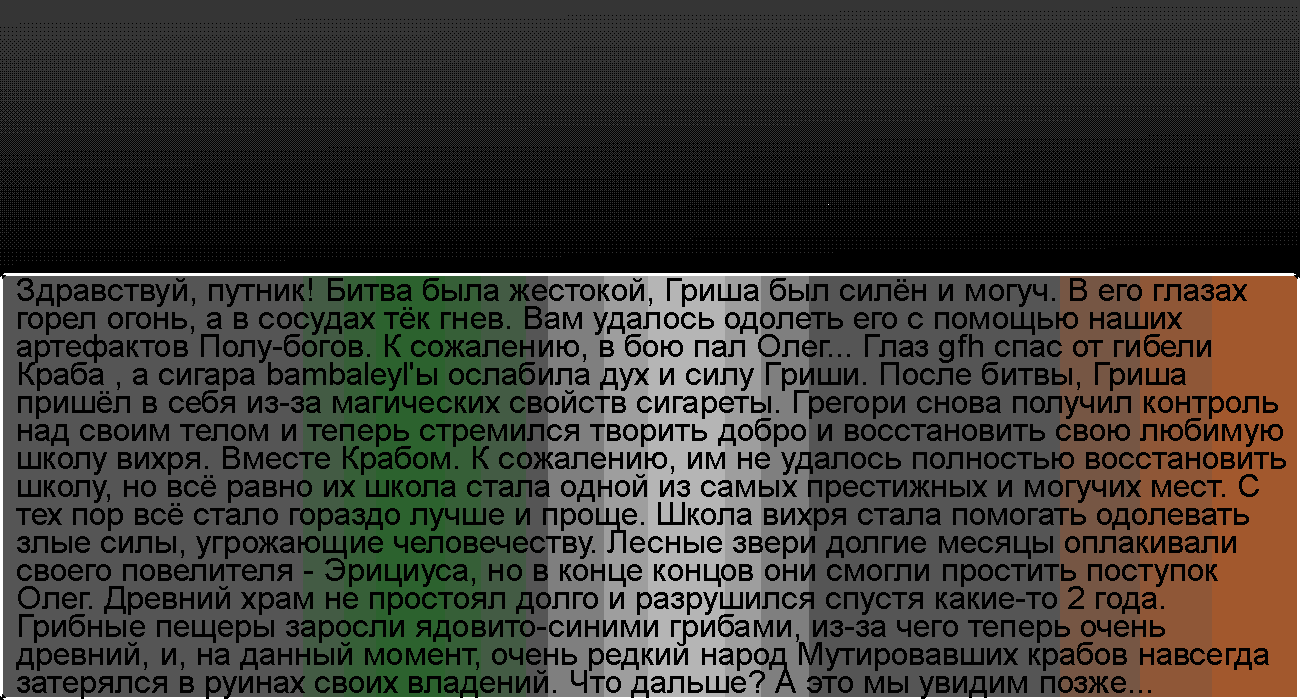 Здравствуй, путник! Битва была жестокой, Гриша был силён и могуч. В его глазах
горел огонь, а в сосудах тёк гнев. Вам удалось одолеть его с помощью наших
артефактов Полу-богов. К сожалению, в бою пал Олег... Глаз gfh спас от гибели
Краба , а сигара bambaleyl'ы ослабила дух и силу Гриши. После битвы, Гриша
пришёл в себя из-за магических свойств сигареты. Грегори снова получил контроль
над своим телом и теперь стремился творить добро и восстановить свою любимую
школу вихря. Вместе Крабом. К сожалению, им не удалось полностью восстановить
школу, но всё равно их школа стала одной из самых престижных и могучих мест. С
тех пор всё стало гораздо лучше и проще. Школа вихря стала помогать одолевать
злые силы, угрожающие человечеству. Лесные звери долгие месяцы оплакивали
своего повелителя - Эрициуса, но в конце концов они смогли простить поступок
Олег. Древний храм не простоял долго и разрушился спустя какие-то 2 года.
Грибные пещеры заросли ядовито-синими грибами, из-за чего теперь очень
древний, и, на данный момент, очень редкий народ Мутировавших крабов навсегда
затерялся в руинах своих владений. Что дальше? А это мы увидим позже...